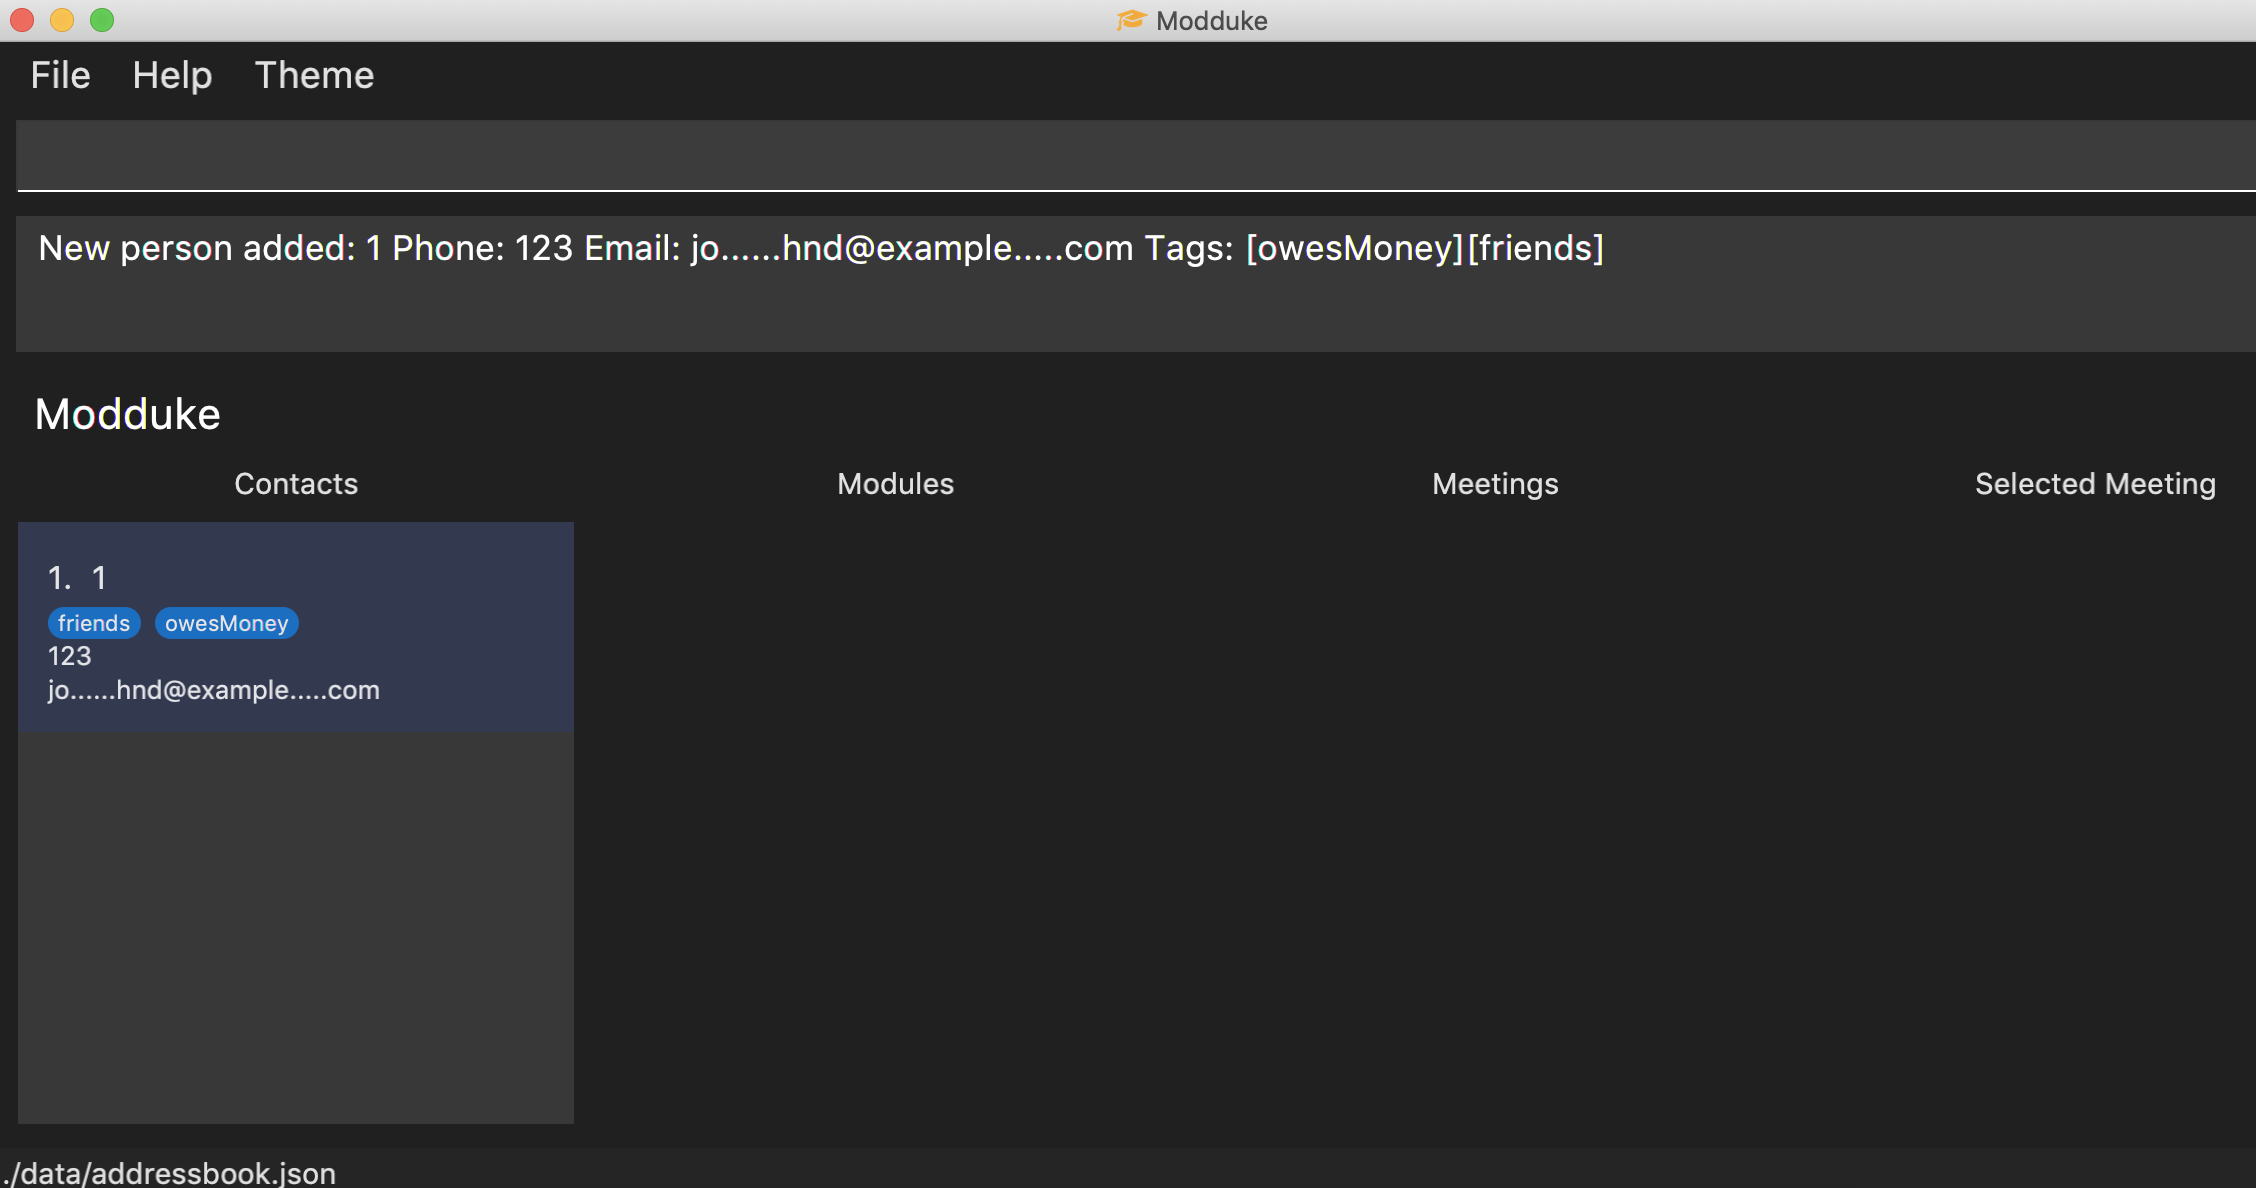 Modduke
File Help Theme
New person added: 1 Phone: 123 Email: jo......hnd@example.....com Tags: [owesMoney][friends]
Modduke
Contacts Modules Meetings Selected Meeting
1. 1
friends owesMoney
123
jo......hnd@example.....com
./data/addressbook.json